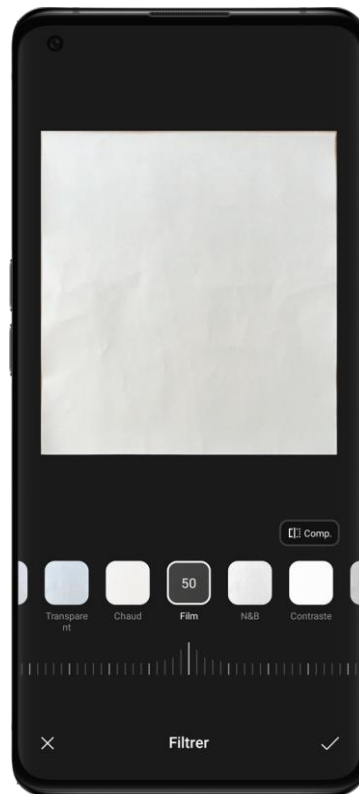 Comp.
50
Transpare
nt
Chaud
Film
N&B
Contraste
Filtrer